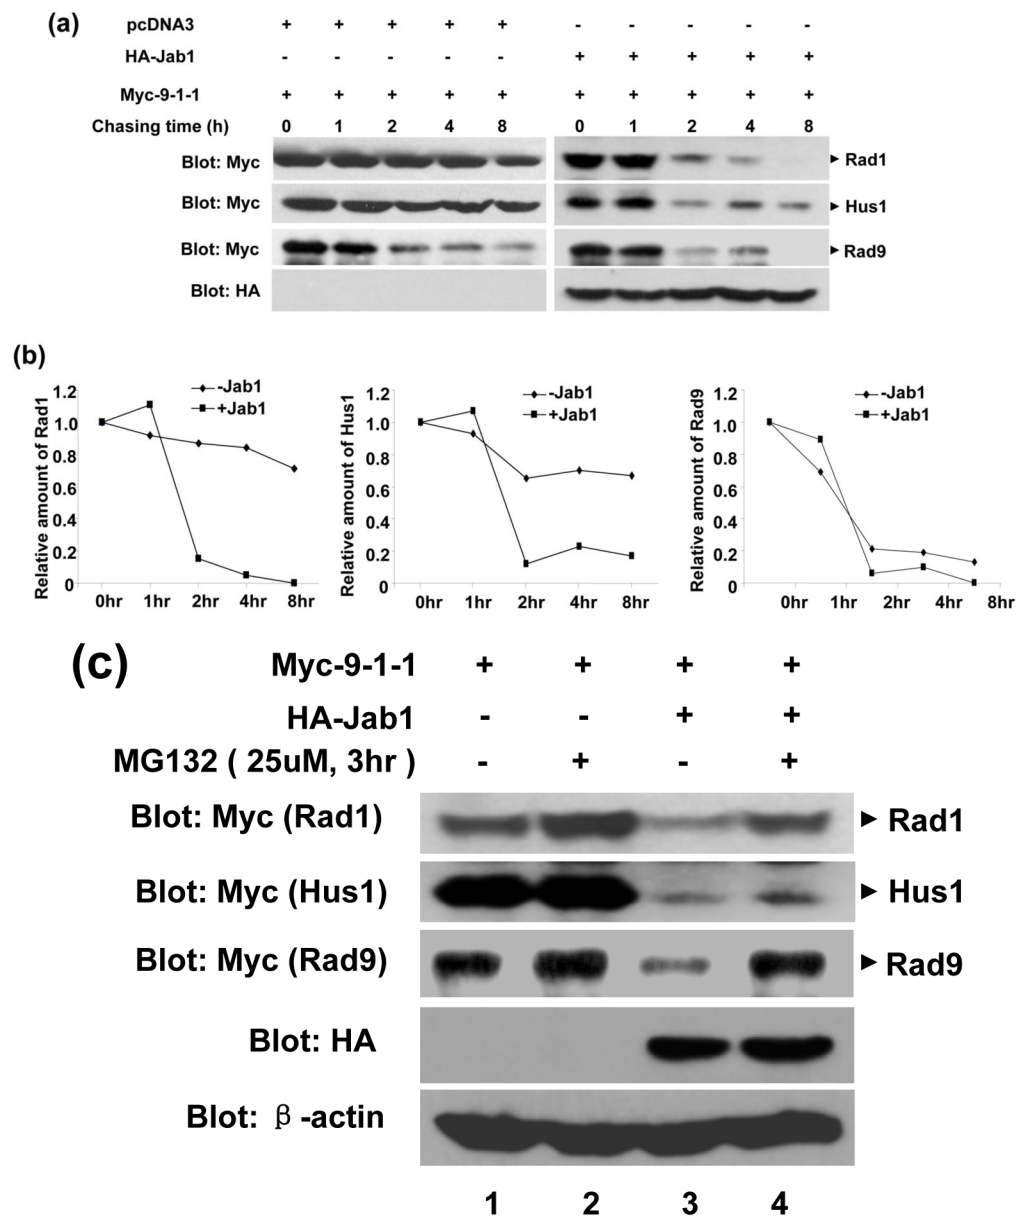 (a)
pcDNA3 + + + + + - - - - -
HA-Jab1 - - - - - + + + + +
Myc-9-1-1 + + + + + + + + + +
Chasing time (h) 0 1 2 4 8 0 1 2 4 8
Blot: Myc ► Rad1
Blot: Myc ► Hus1
Blot: Myc ► Rad9
Blot: HA
(b)
Relative amount of Rad1
1.2
1.0
0.8
0.6
0.4
0.2
0
-Jab1
+Jab1
0hr 1hr 2hr 4hr 8hr
Relative amount of Hus1
1.2
1.0
0.8
0.6
0.4
0.2
0
-Jab1
+Jab1
0hr 1hr 2hr 4hr 8hr
Relative amount of Rad9
1.2
1.0
0.8
0.6
0.4
0.2
0
-Jab1
+Jab1
0hr 1hr 2hr 4hr 8hr
(c)
Myc-9-1-1 + + + +
HA-Jab1 - - + +
MG132 ( 25uM, 3hr ) - + - +
Blot: Myc (Rad1) ► Rad1
Blot: Myc (Hus1) ► Hus1
Blot: Myc (Rad9) ► Rad9
Blot: HA
Blot: β-actin
1 2 3 4